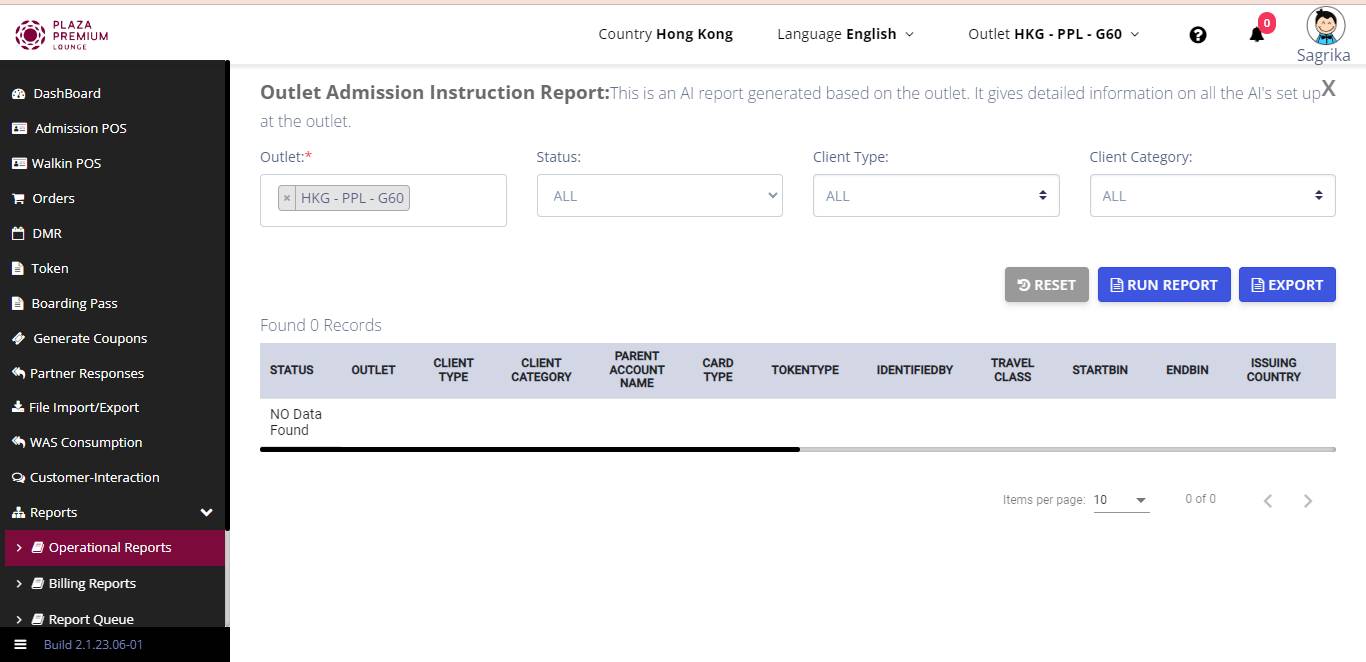 PLAZA
PREMIUM
LOUNGE
Country Hong Kong
Language English
Outlet HKG - PPL - G60
0
Sagrika
DashBoard
Admission POS
Walkin POS
Orders
DMR
Token
Boarding Pass
Generate Coupons
Partner Responses
File Import/Export
WAS Consumption
Customer-Interaction
Reports
Operational Reports
Billing Reports
Report Queue
Build 2.1.23.06-01
Outlet Admission Instruction Report:This is an AI report generated based on the outlet. It gives detailed information on all the AI's set up
at the outlet.
X
Outlet:*
× HKG - PPL - G60
Status:
ALL
Client Type:
ALL
Client Category:
ALL
RESET
RUN REPORT
EXPORT
Found 0 Records
STATUS
OUTLET
CLIENT
TYPE
CLIENT
CATEGORY
PARENT
ACCOUNT
NAME
CARD
TYPE
TOKENTYPE
IDENTIFIEDBY
TRAVEL
CLASS
STARTBIN
ENDBIN
ISSUING
COUNTRY
NO Data
Found
Items per page: 10
0 of 0